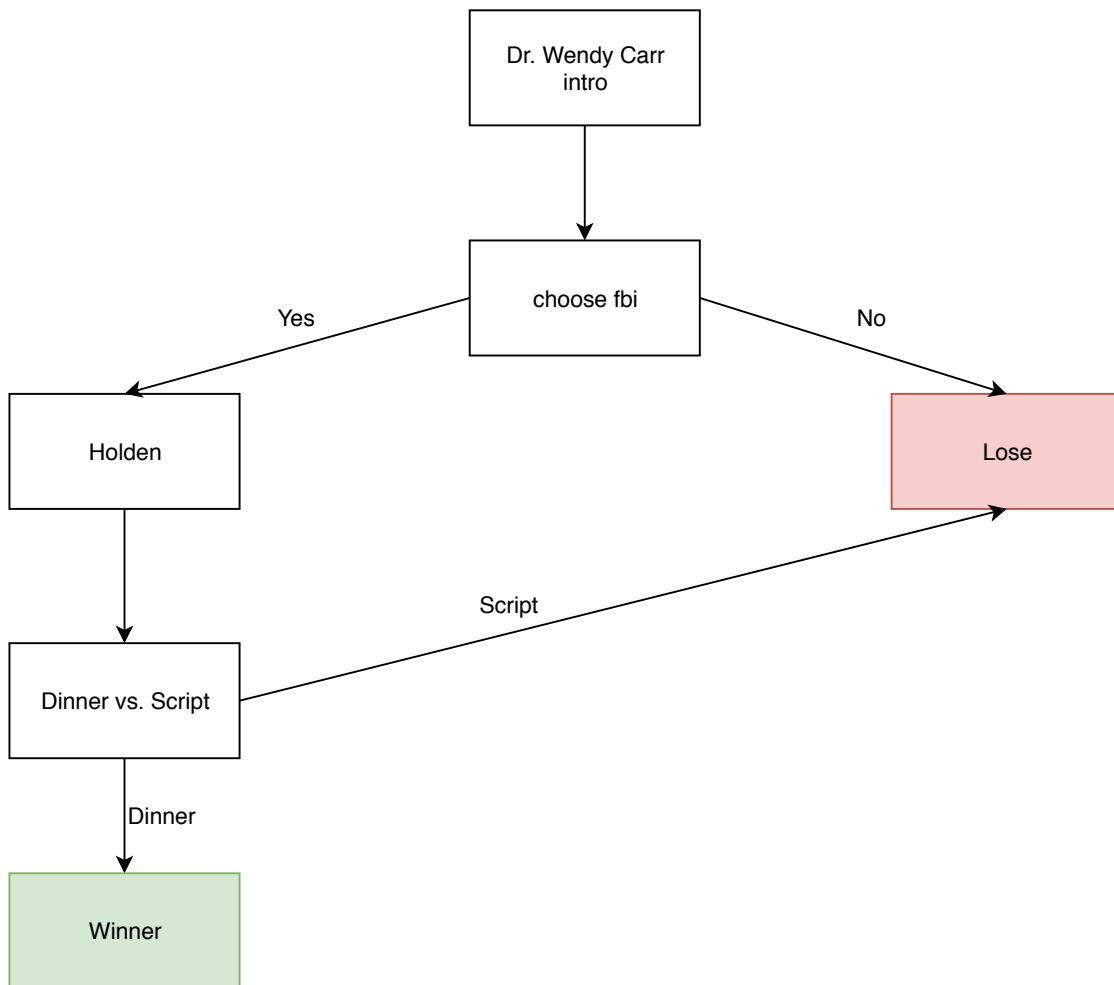 Dr. Wendy Carr
intro
choose fbi
Yes
No
Holden
Lose
Script
Dinner vs. Script
Dinner
Winner